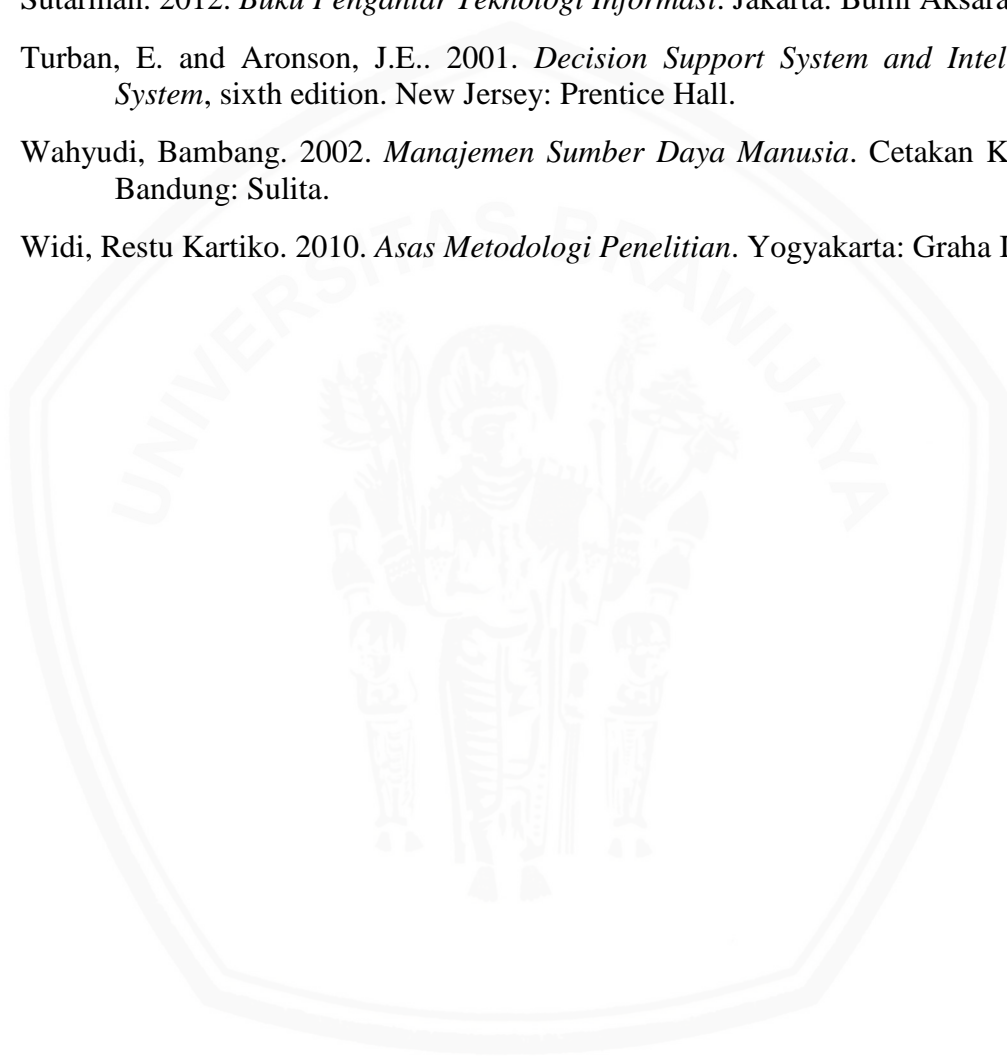 Sutarman. 2012. Buku Pengantar Teknologi Informasi. Jakarta: Bumi Aksara
Turban, E. and Aronson, J.E.. 2001. Decision Support System and Intel
System, sixth edition. New Jersey: Prentice Hall.
Wahyudi, Bambang. 2002. Manajemen Sumber Daya Manusia. Cetakan K
Bandung: Sulita.
Widi, Restu Kartiko. 2010. Asas Metodologi Penelitian. Yogyakarta: Graha I
UNIVERSITAS BRAWIJAYA